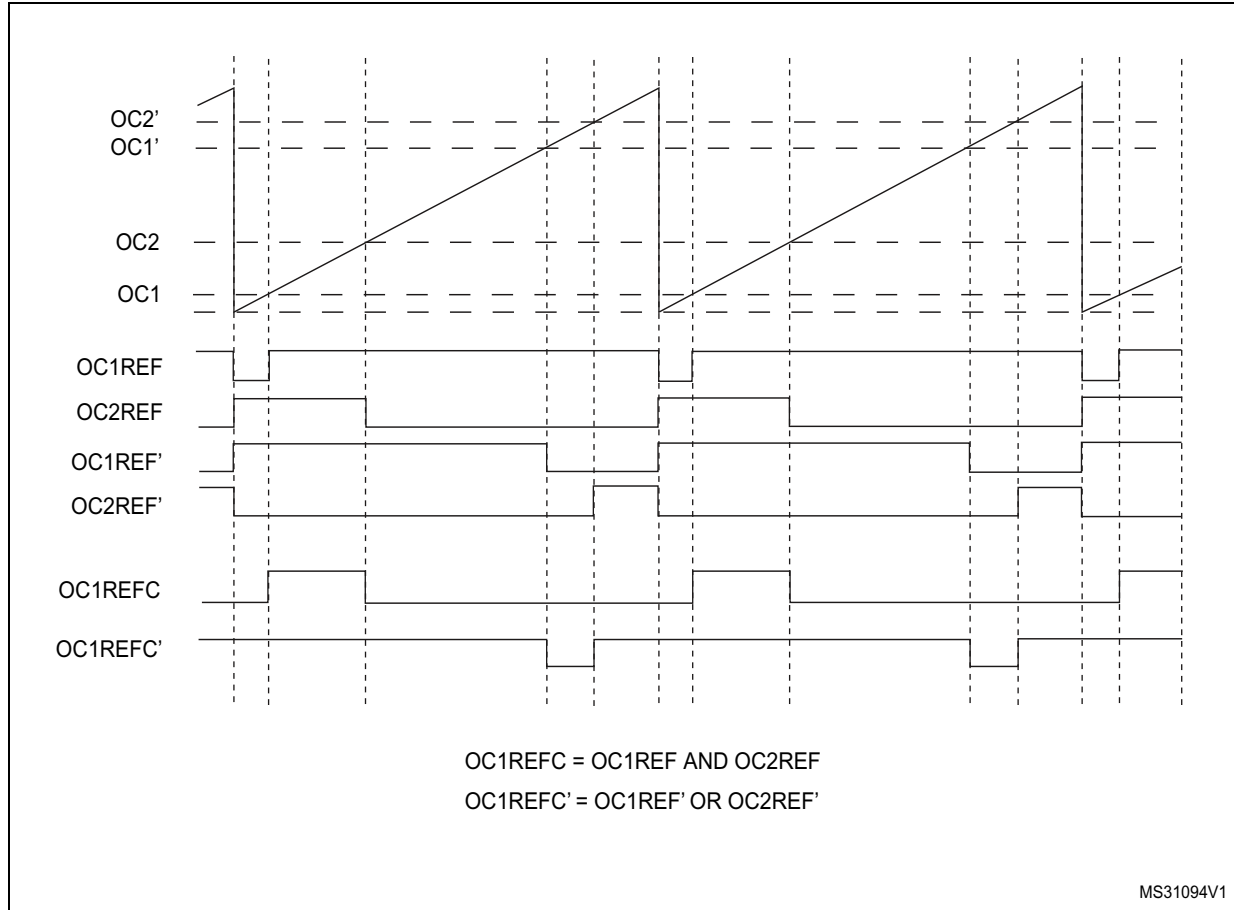 OC2’
OC1’
OC2
OC1
OC1REF
OC2REF
OC1REF’
OC2REF’
OC1REFC
OC1REFC’
OC1REFC = OC1REF AND OC2REF
OC1REFC’ = OC1REF’ OR OC2REF’
MS31094V1